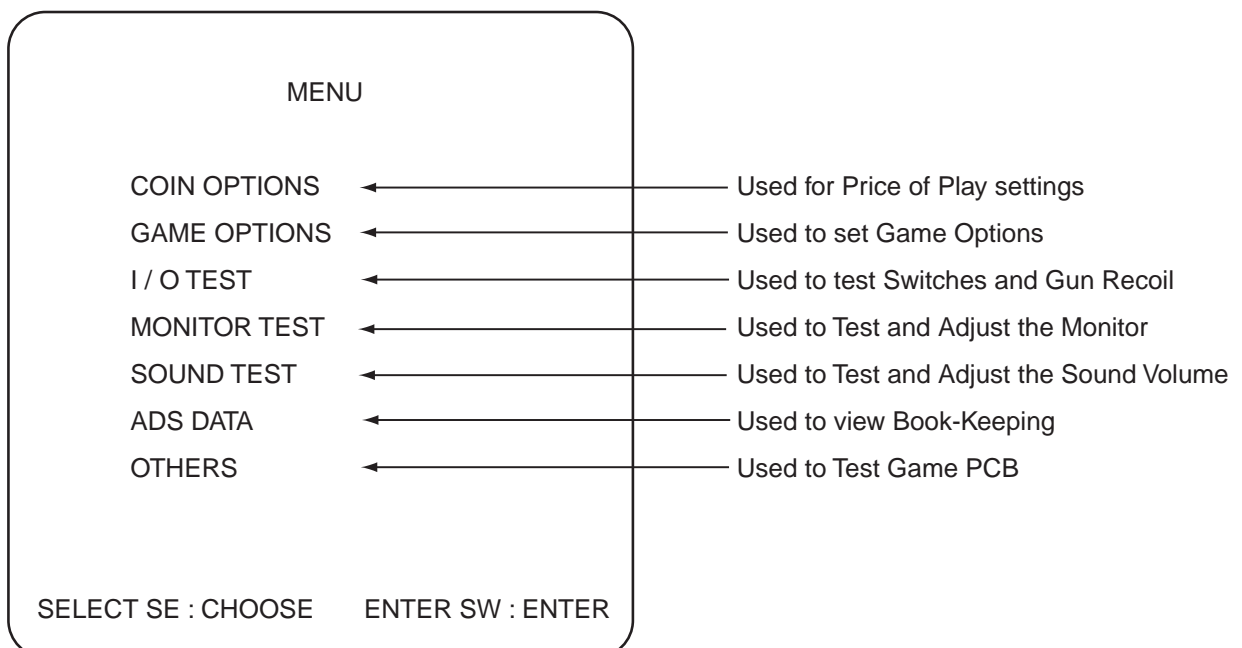 MENU
COIN OPTIONS Used for Price of Play settings
GAME OPTIONS Used to set Game Options
I / O TEST Used to test Switches and Gun Recoil
MONITOR TEST Used to Test and Adjust the Monitor
SOUND TEST Used to Test and Adjust the Sound Volume
ADS DATA Used to view Book-Keeping
OTHERS Used to Test Game PCB
SELECT SE : CHOOSE ENTER SW : ENTER